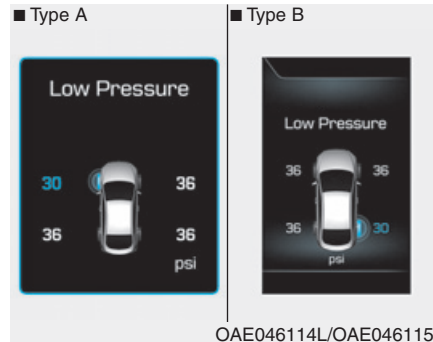 ■ Type A
■ Type B
Low Pressure
30 36
36 36
psi
Low Pressure
36 36
36 30
psi
OAE046114L/OAE046115